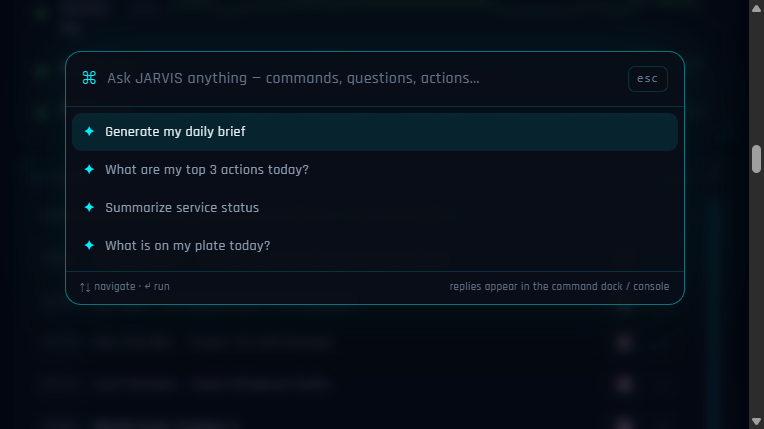 ⌘ Ask JARVIS anything — commands, questions, actions... esc
✦ Generate my daily brief
✦ What are my top 3 actions today?
✦ Summarize service status
✦ What is on my plate today?
↑↓ navigate · ↵ run replies appear in the command dock / console